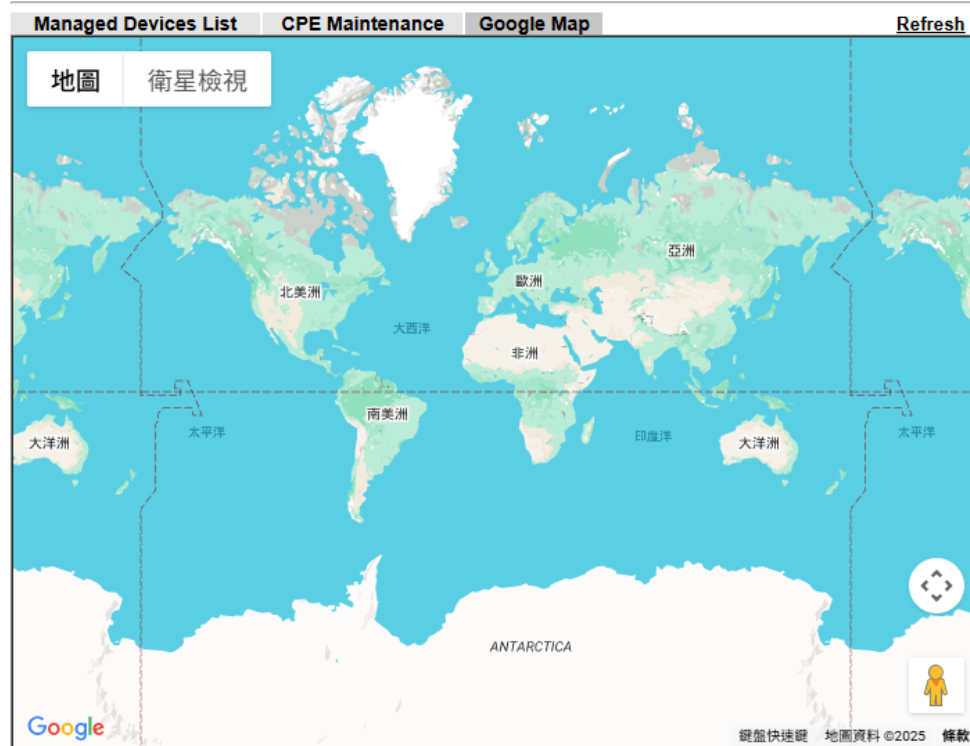 Managed Devices List CPE Maintenance Google Map Refresh
地圖 衛星檢視
亞洲
歐洲
北美洲
大西洋
非洲
南美洲
太平洋 印度洋 太平洋
大洋洲 大洋洲
ANTARCTICA
Google 鍵盤快速鍵 地圖資料 ©2025 條款